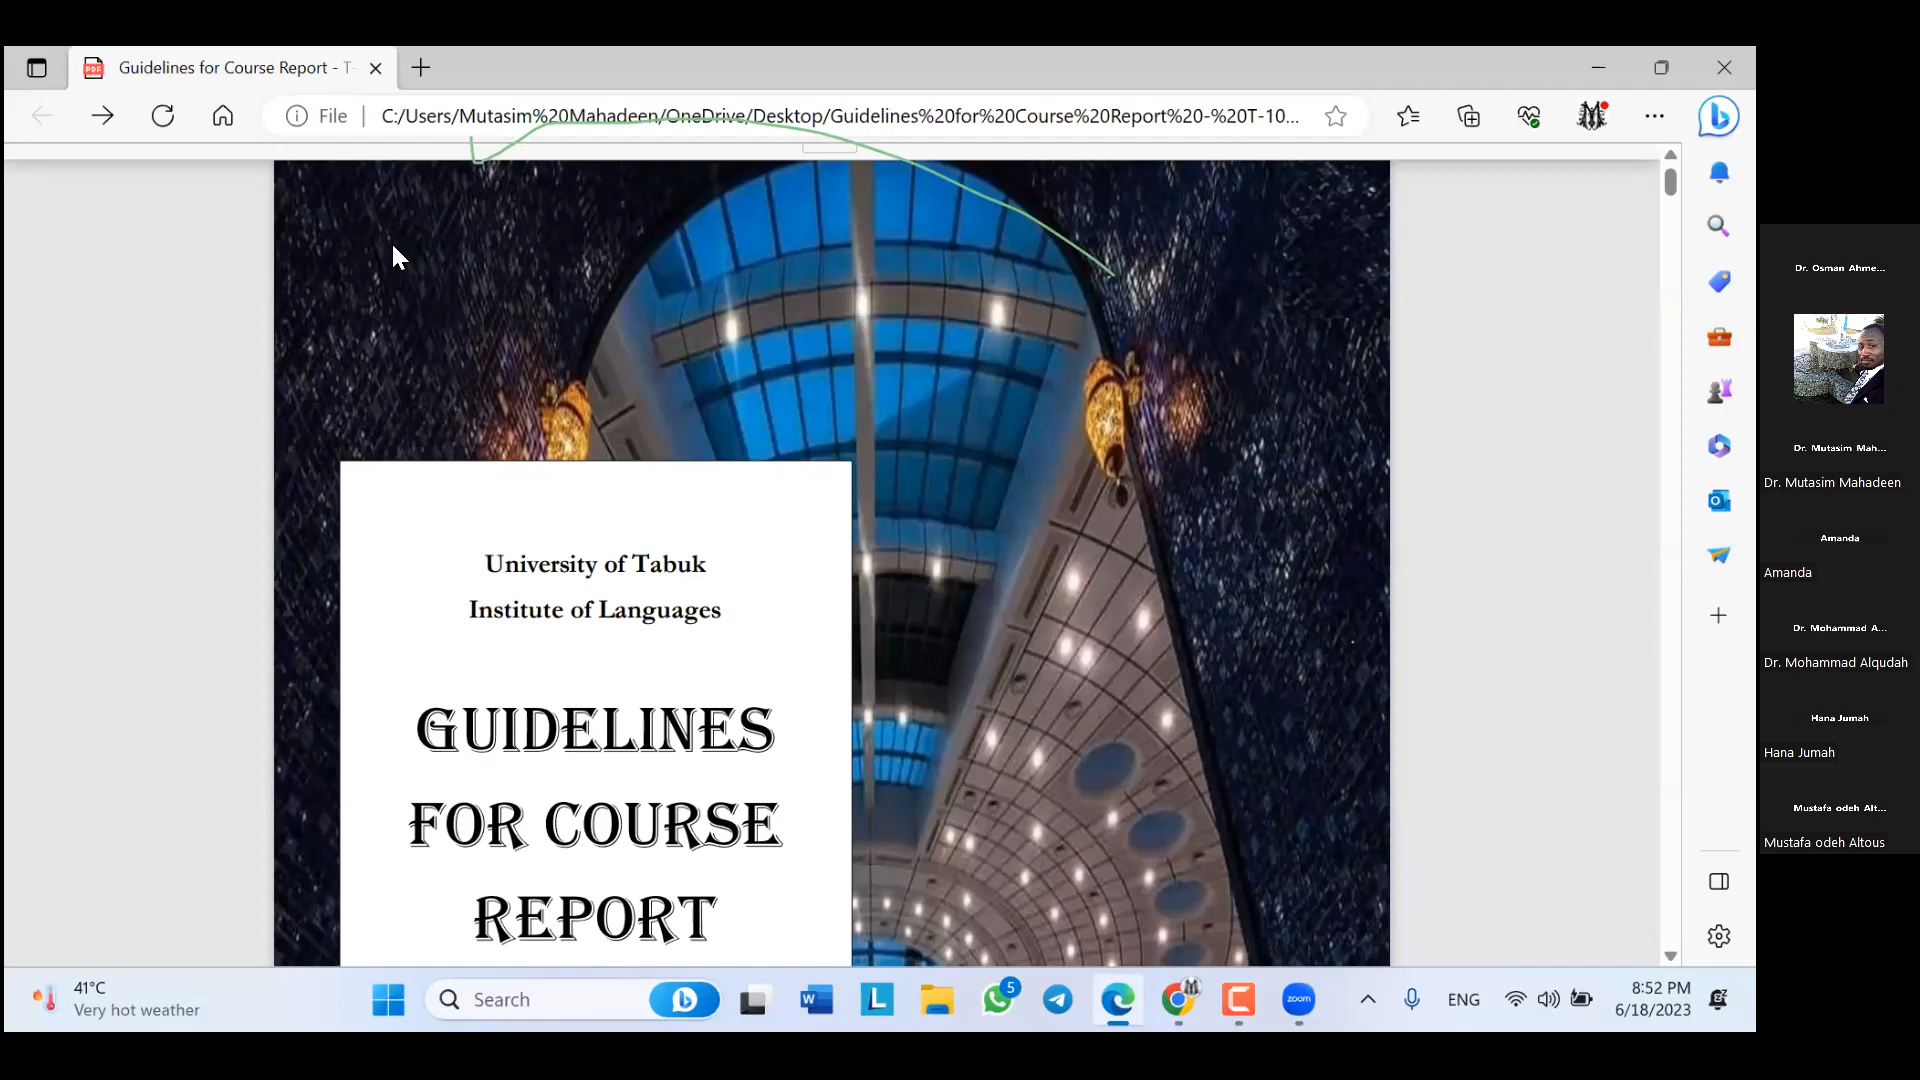 Guidelines for Course Report - T-
File
C:/Users/Mutasim%20Mahadeen/OneDrive/Desktop/Guidelines%20for%20Course%20Report%20-%20T-10...
University of Tabuk
Institute of Languages
GUIDELINES
FOR COURSE
REPORT
Dr. Osman Ahme...
Dr. Mutasim Mah...
Dr. Mutasim Mahadeen
Amanda
Amanda
Dr. Mohammad A...
Dr. Mohammad Alqudah
Hana Jumah
Hana Jumah
Mustafa odeh Alt...
Mustafa odeh Altous
41°C
Very hot weather
Search
5
zoom
ENG
8:52 PM
6/18/2023